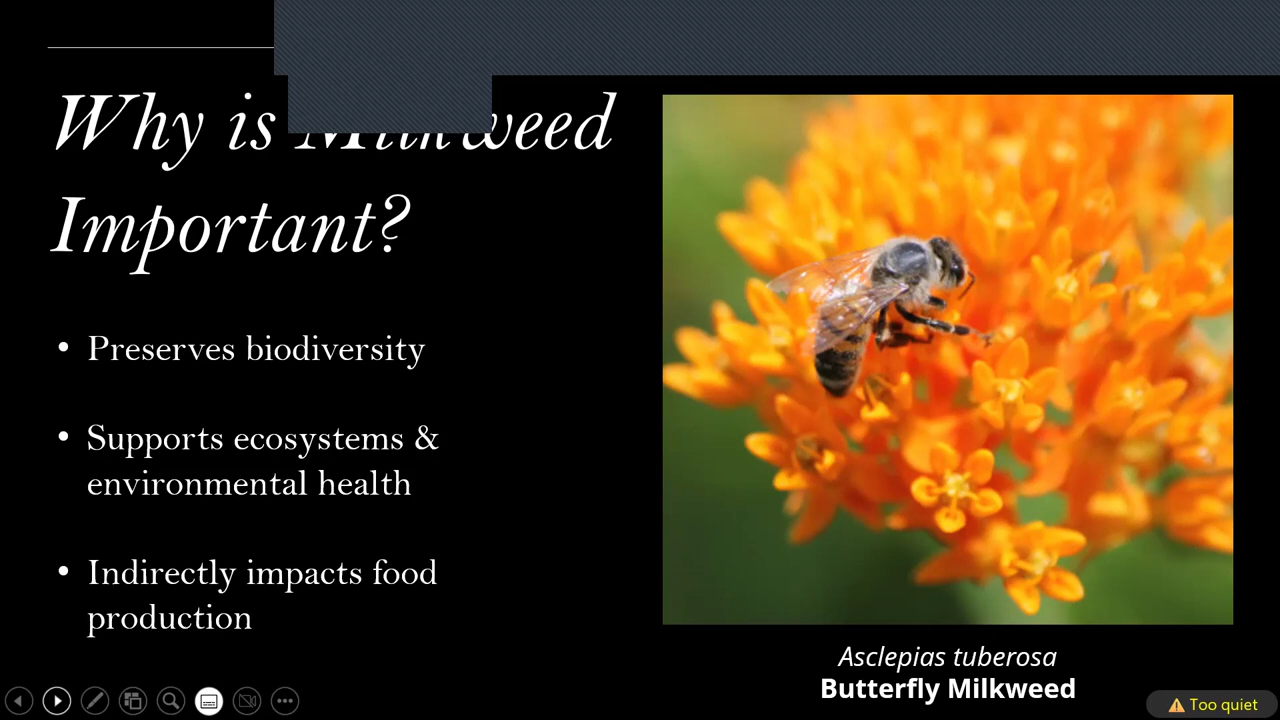 Why is Milkweed
Important?
• Preserves biodiversity
• Supports ecosystems &
environmental health
• Indirectly impacts food
production
Asclepias tuberosa
Butterfly Milkweed
Too quiet